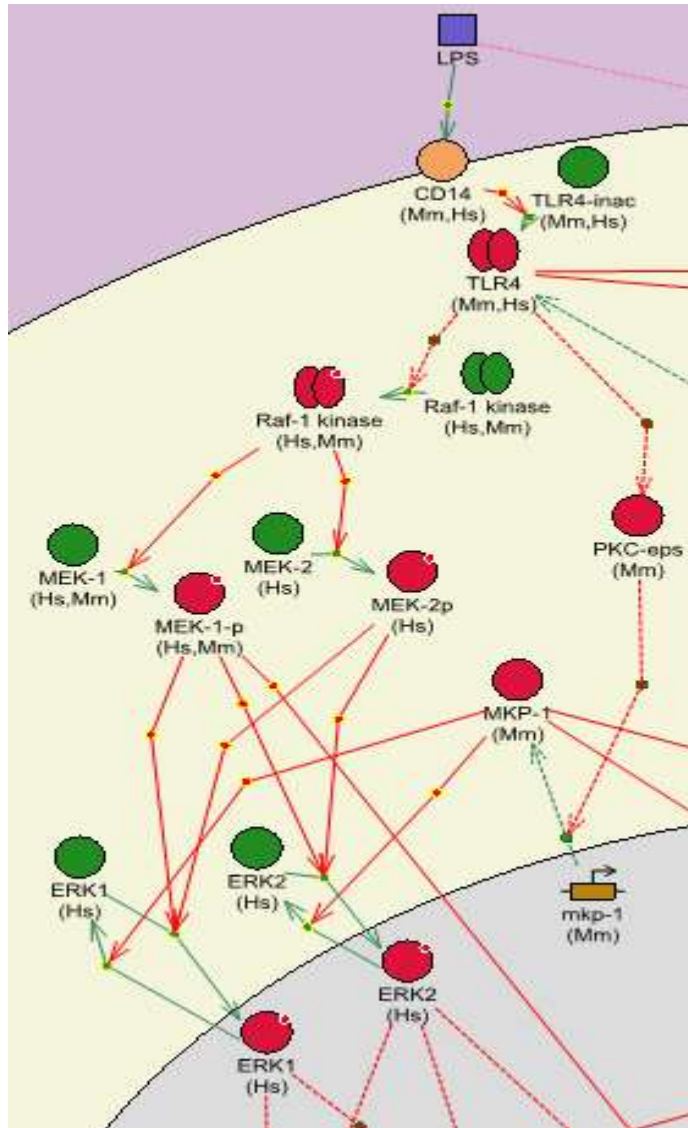 LPS
CD14
(Mm,Hs)
TLR4-inac
(Mm,Hs)
TLR4
(Mm,Hs)
Raf-1 kinase
(Hs,Mm)
Raf-1 kinase
(Hs,Mm)
MEK-1
(Hs,Mm)
MEK-2
(Hs)
PKC-eps
(Mm)
MEK-1-p
(Hs,Mm)
MEK-2p
(Hs)
MKP-1
(Mm)
ERK1
(Hs)
ERK2
(Hs)
mkp-1
(Mm)
ERK2
(Hs)
ERK1
(Hs)